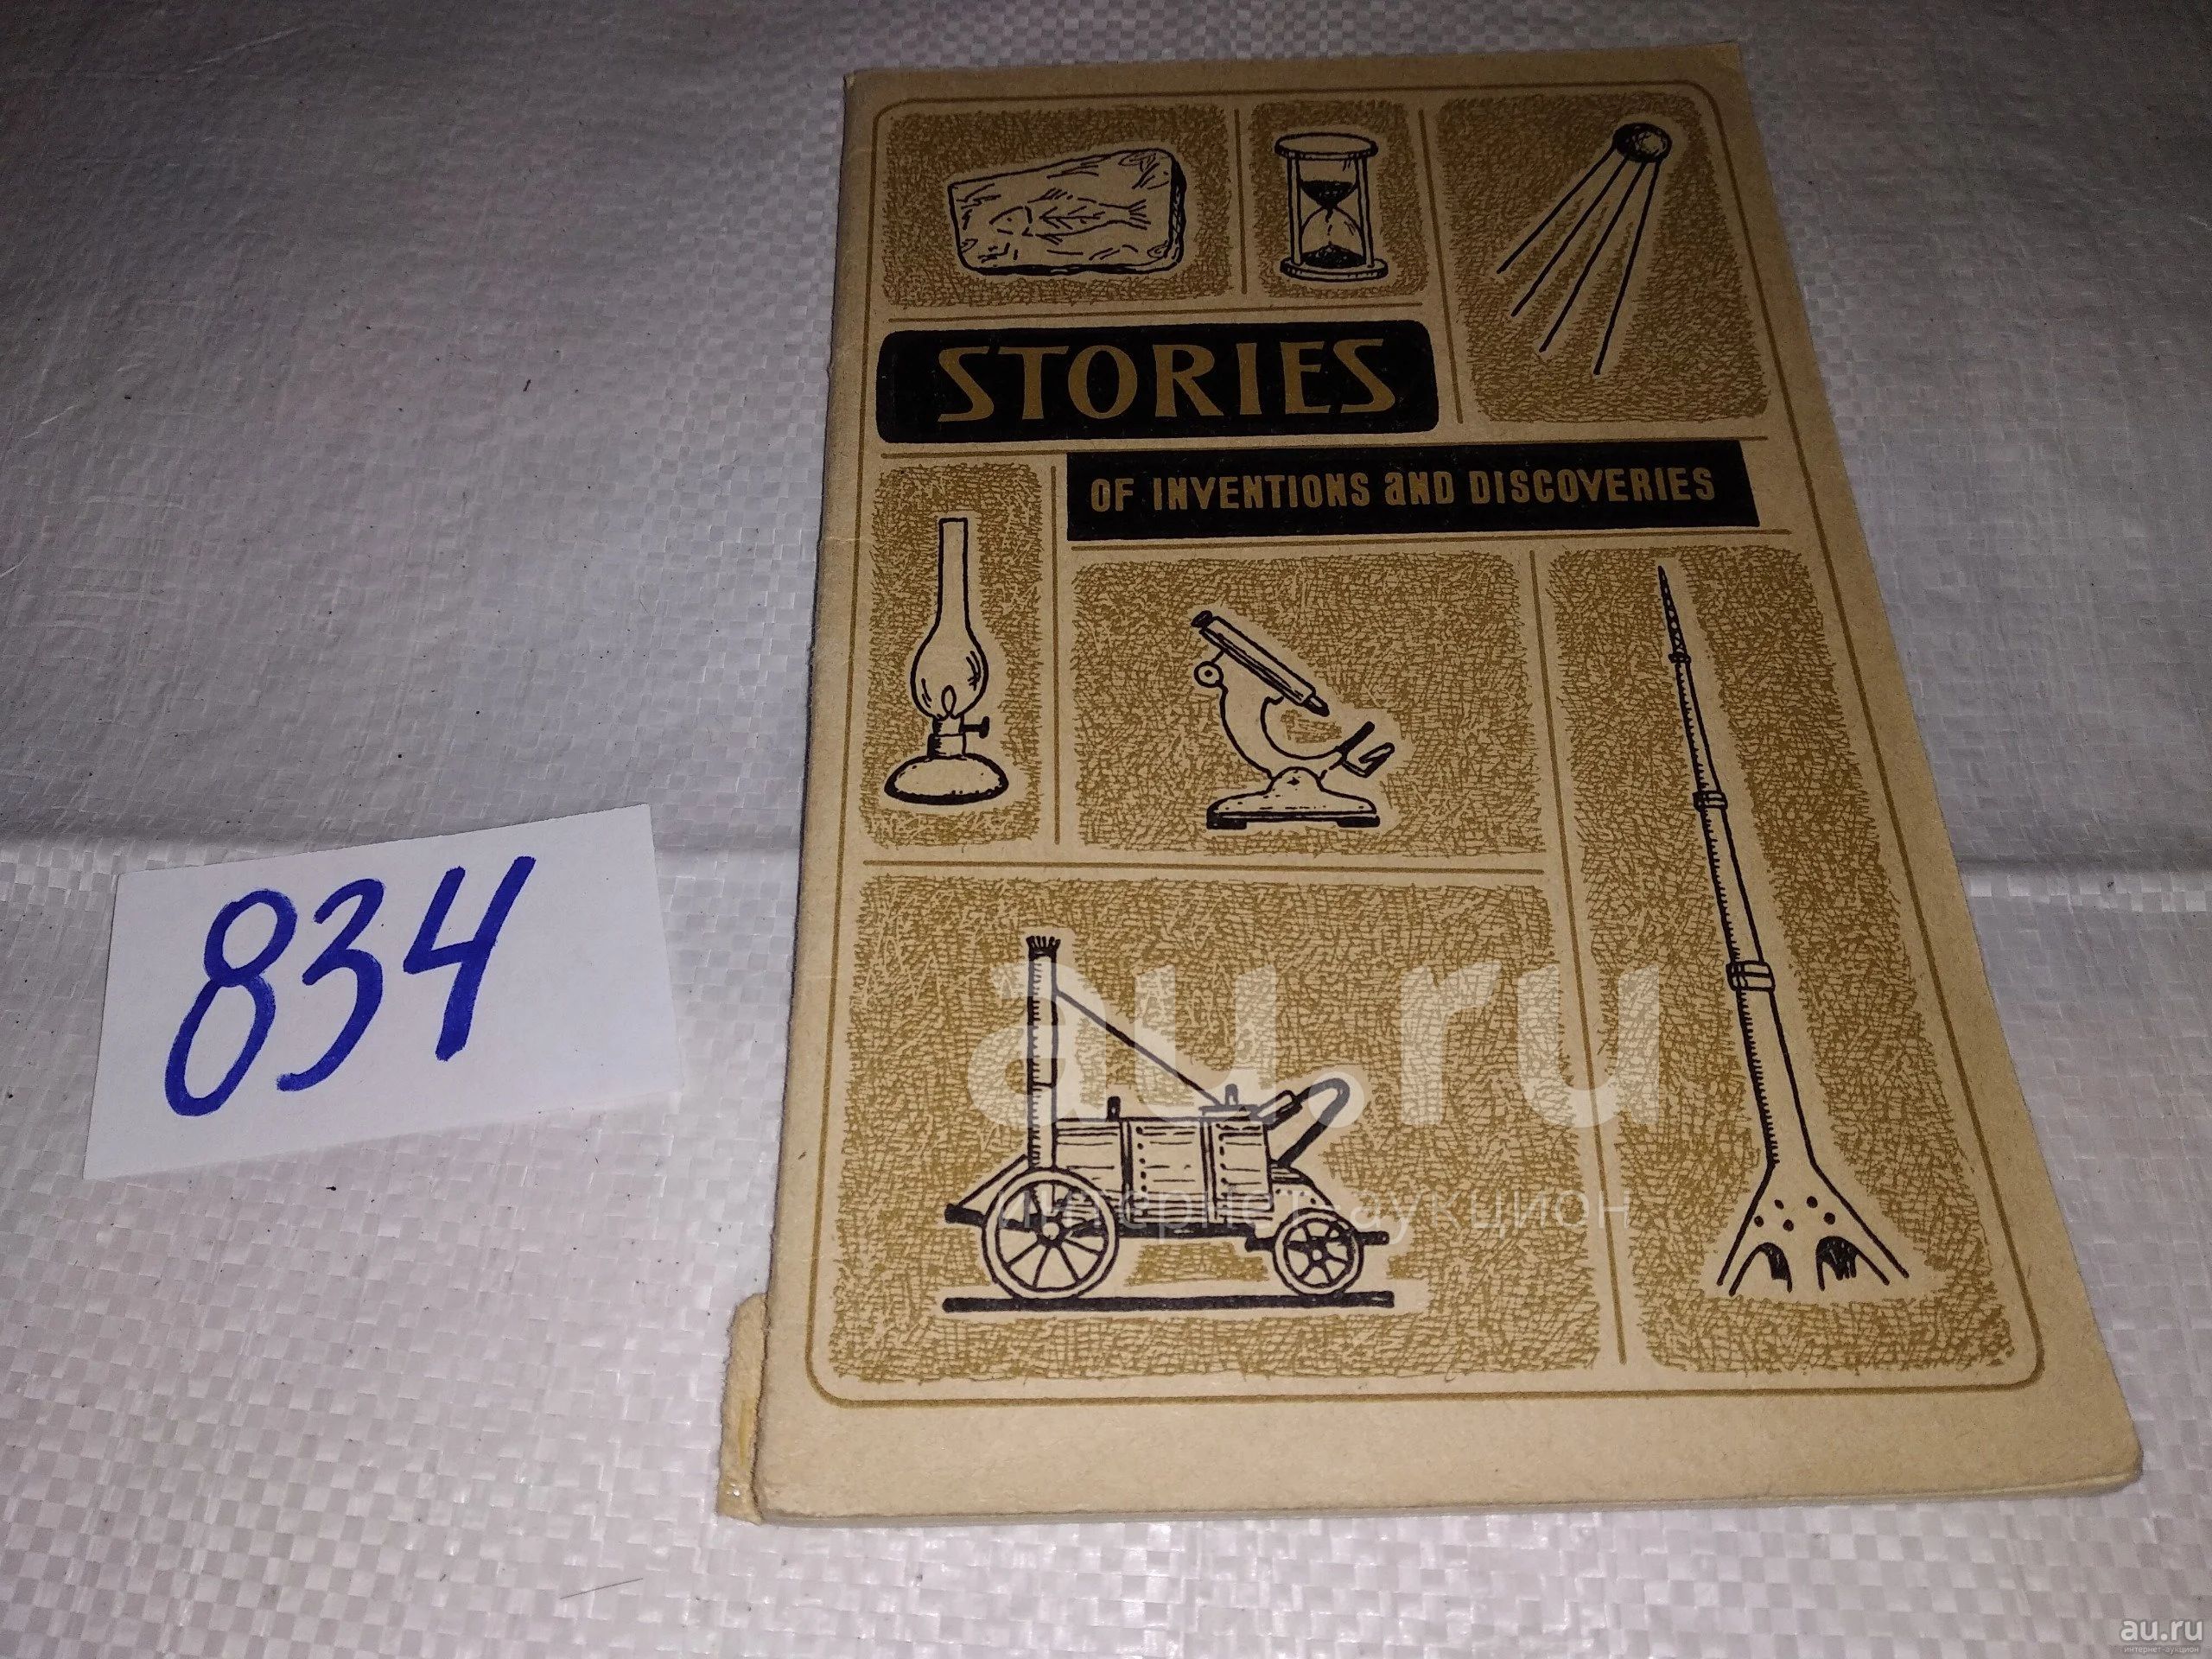 STORIES
OF INVENTIONS aND DISCOVERIES
834
au.ru
интернет-аукцион
au.ru
интернет-аукцион